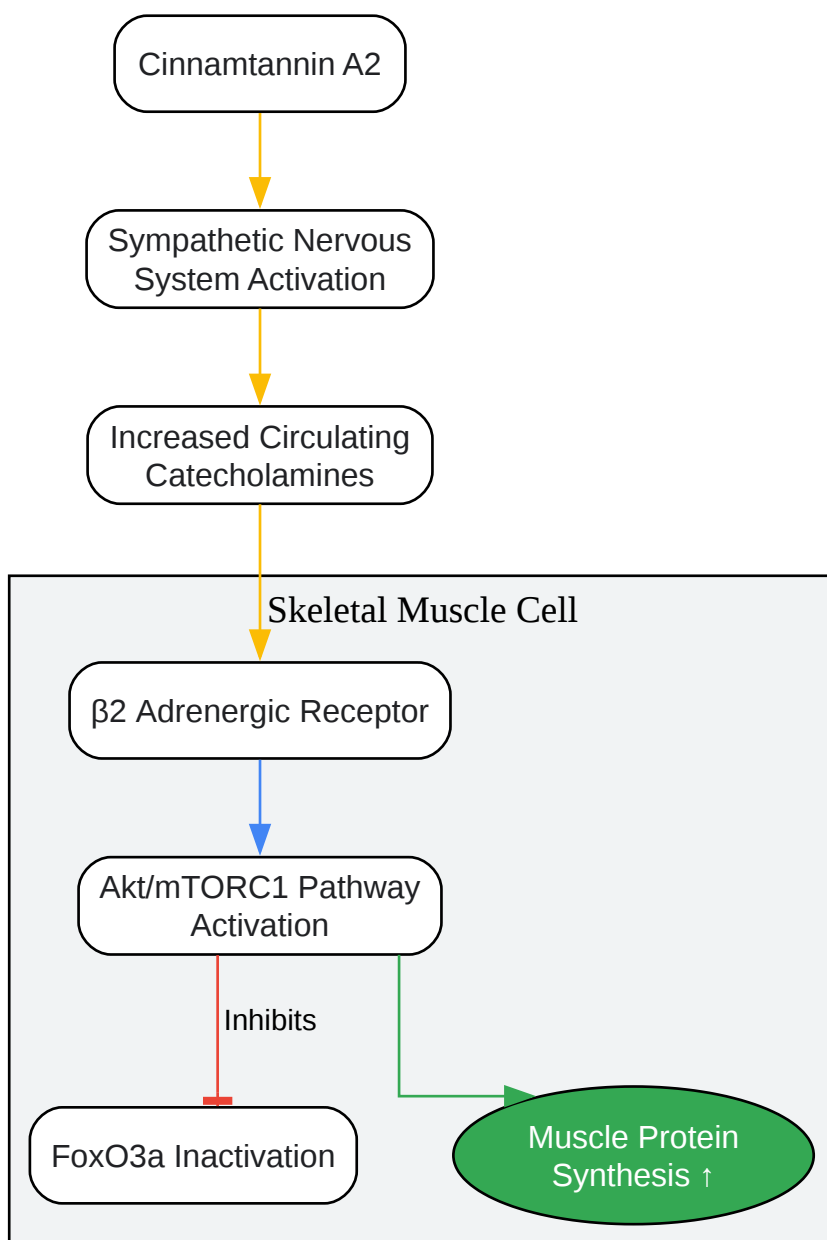 Cinnamtannin A2
Sympathetic Nervous
System Activation
Increased Circulating
Catecholamines
Skeletal Muscle Cell
β2 Adrenergic Receptor
Akt/mTORC1 Pathway
Activation
Inhibits
FoxO3a Inactivation
Muscle Protein
Synthesis ↑